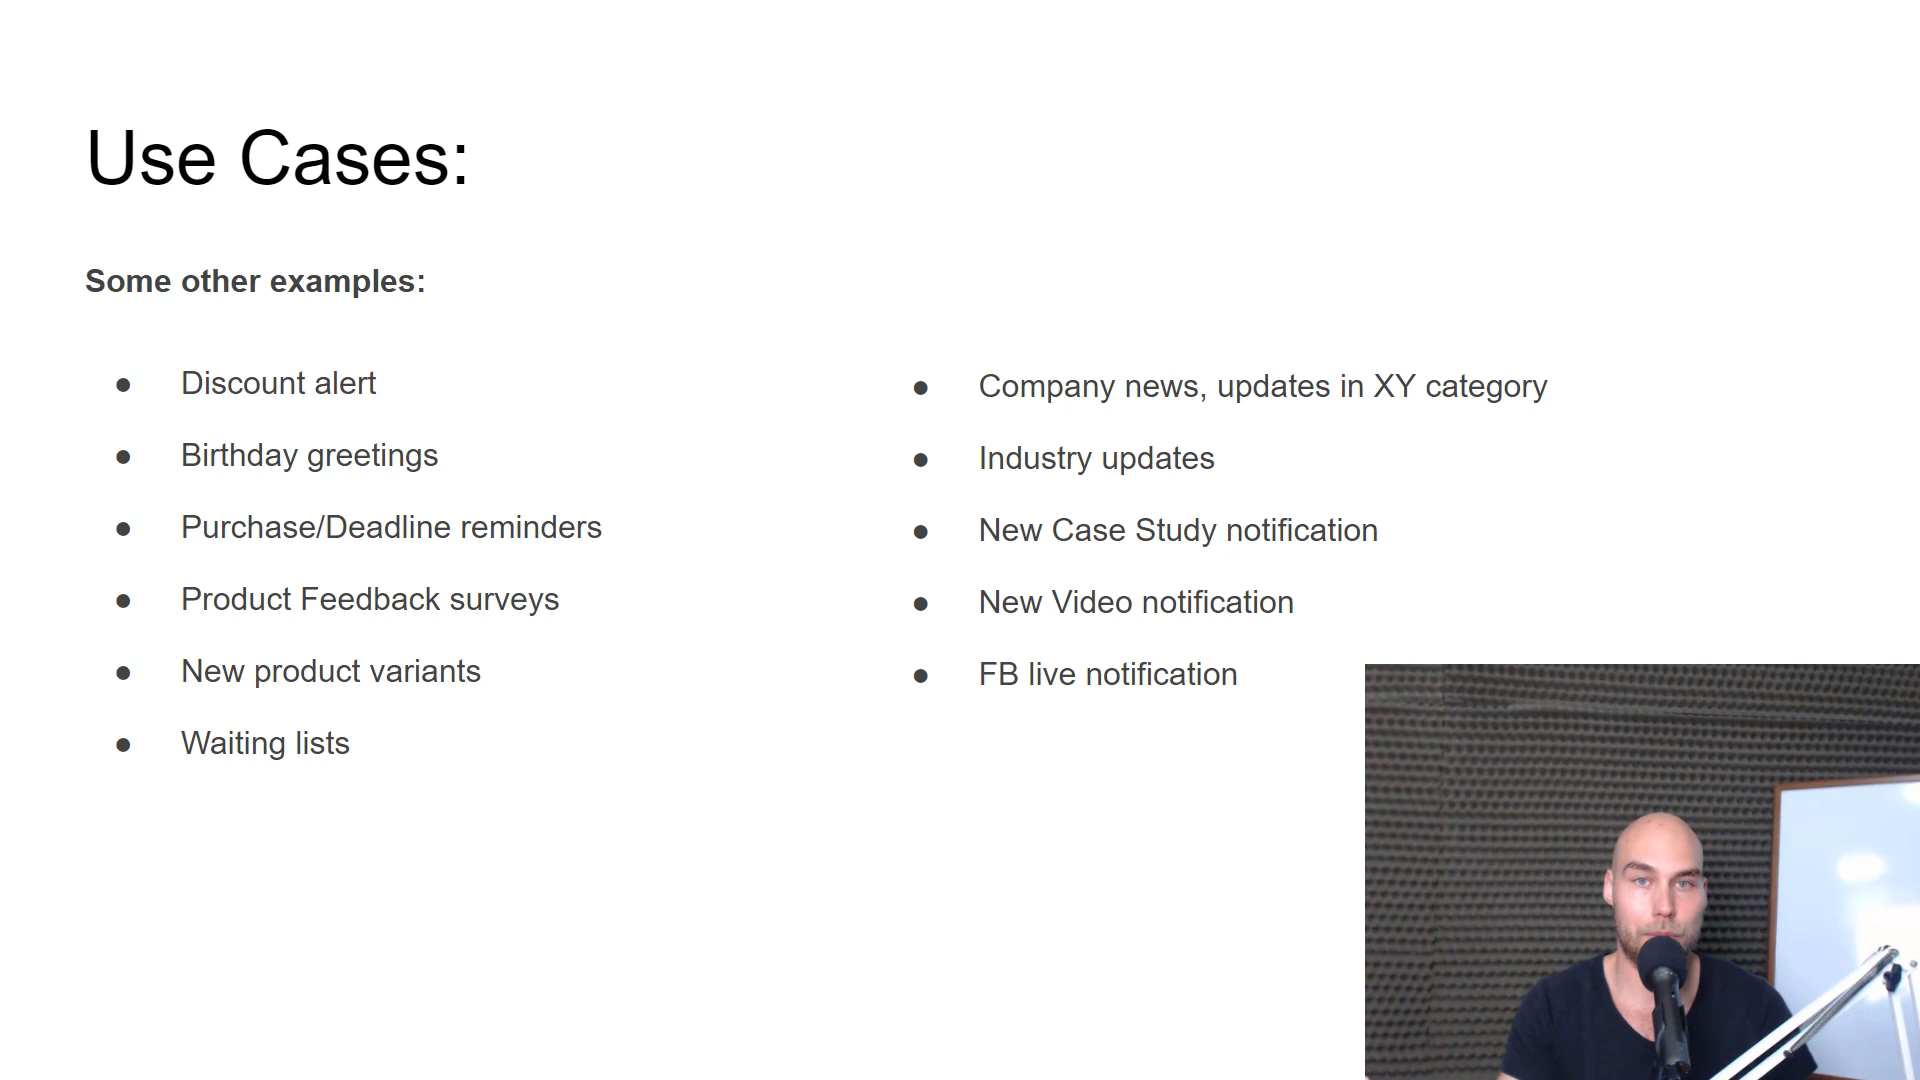 Use Cases:
Some other examples:
● Discount alert
● Birthday greetings
● Purchase/Deadline reminders
● Product Feedback surveys
● New product variants
● Waiting lists
● Company news, updates in XY category
● Industry updates
● New Case Study notification
● New Video notification
● FB live notification